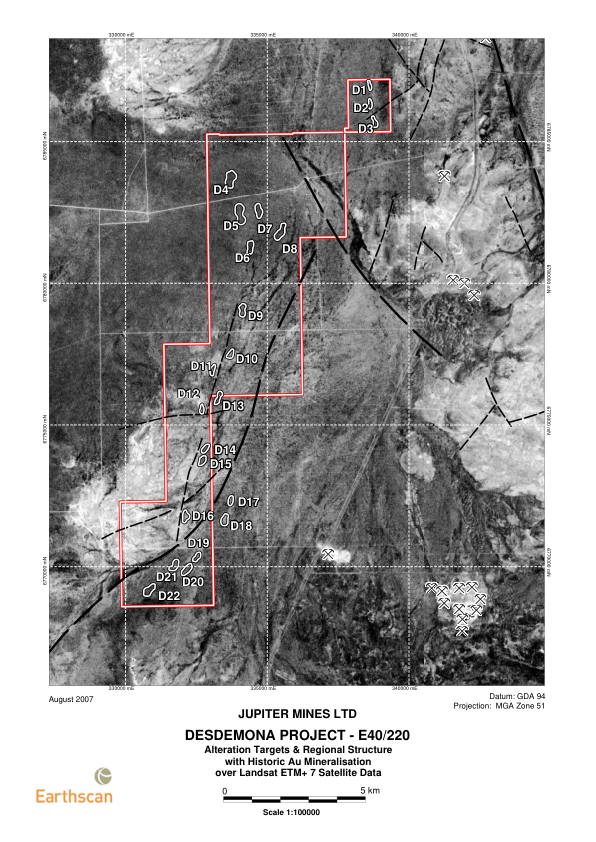 330000 mE 335000 mE 340000 mE
D1
D2
D3
6785000 mN 6785000 mN
D4
D5
D7
D8
D6
6780000 mN 6780000 mN
D9
D10
D11
D12
D13
6775000 mN 6775000 mN
D14
D15
D17
D16
D18
D19
6770000 mN 6770000 mN
D21
D20
D22
330000 mE 335000 mE 340000 mE
August 2007
Datum: GDA 94
Projection: MGA Zone 51
JUPITER MINES LTD
DESDEMONA PROJECT - E40/220
Alteration Targets & Regional Structure
with Historic Au Mineralisation
over Landsat ETM+ 7 Satellite Data
Earthscan
0 5 km
Scale 1:100000